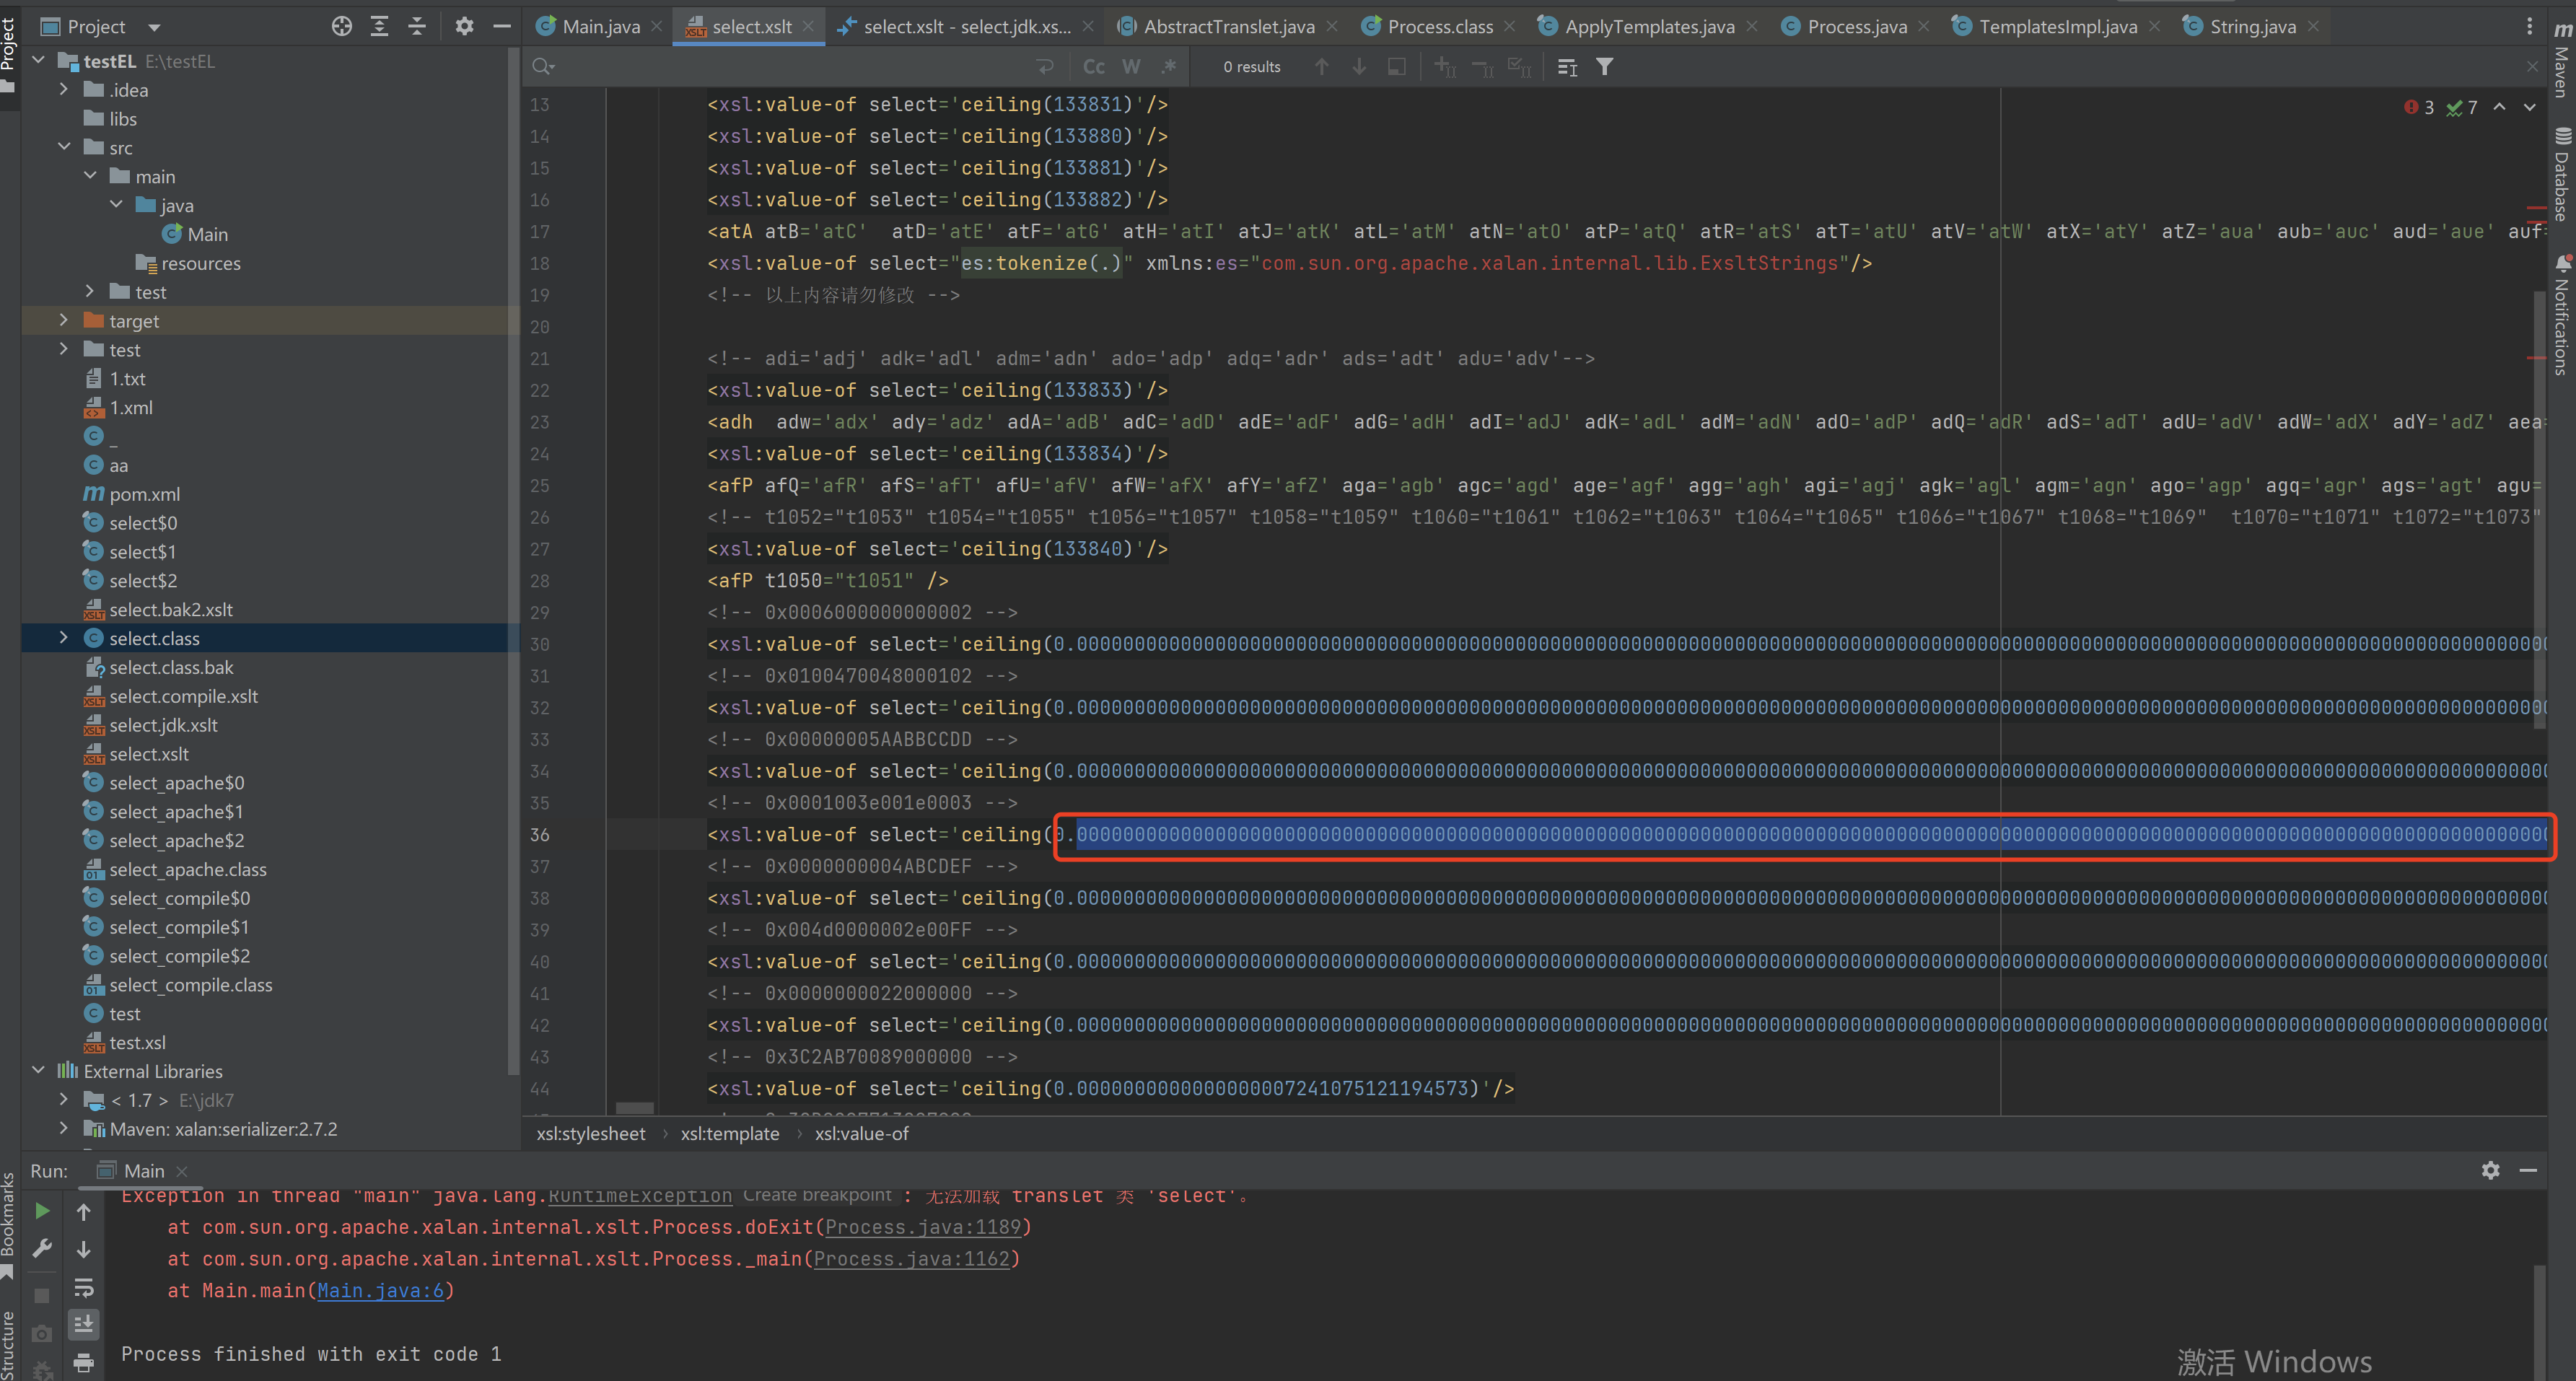 Project
Main.java
select.xslt
select.xslt - select.jdk.xs...
AbstractTranslet.java
Process.class
ApplyTemplates.java
Process.java
TemplatesImpl.java
String.java
Cc W .* 0 results
Project
testEL E:\testEL
.idea
libs
src
main
java
Main
resources
test
target
test
1.txt
1.xml
_
aa
pom.xml
select$0
select$1
select$2
select.bak2.xslt
select.class
select.class.bak
select.compile.xslt
select.jdk.xslt
select.xslt
select_apache$0
select_apache$1
select_apache$2
select_apache.class
select_compile$0
select_compile$1
select_compile$2
select_compile.class
test
test.xsl
External Libraries
< 1.7 > E:\jdk7
Maven: xalan:serializer:2.7.2
3 7
13 <xsl:value-of select='ceiling(133831)'/>
14 <xsl:value-of select='ceiling(133880)'/>
15 <xsl:value-of select='ceiling(133881)'/>
16 <xsl:value-of select='ceiling(133882)'/>
17 <atA atB='atC' atD='atE' atF='atG' atH='atI' atJ='atK' atL='atM' atN='atO' atP='atQ' atR='atS' atT='atU' atV='atW' atX='atY' atZ='aua' aub='auc' aud='aue' auf=
18 <xsl:value-of select="es:tokenize(.)" xmlns:es="com.sun.org.apache.xalan.internal.lib.ExsltStrings"/>
19 <!-- 以上内容请勿修改 -->
20
21 <!-- adi='adj' adk='adl' adm='adn' ado='adp' adq='adr' ads='adt' adu='adv'-->
22 <xsl:value-of select='ceiling(133833)'/>
23 <adh adw='adx' ady='adz' adA='adB' adC='adD' adE='adF' adG='adH' adI='adJ' adK='adL' adM='adN' adO='adP' adQ='adR' adS='adT' adU='adV' adW='adX' adY='adZ' aea=
24 <xsl:value-of select='ceiling(133834)'/>
25 <afP afQ='afR' afS='afT' afU='afV' afW='afX' afY='afZ' aga='agb' agc='agd' age='agf' agg='agh' agi='agj' agk='agl' agm='agn' ago='agp' agq='agr' ags='agt' agu=
26 <!-- t1052="t1053" t1054="t1055" t1056="t1057" t1058="t1059" t1060="t1061" t1062="t1063" t1064="t1065" t1066="t1067" t1068="t1069" t1070="t1071" t1072="t1073"
27 <xsl:value-of select='ceiling(133840)'/>
28 <afP t1050="t1051" />
29 <!-- 0x0006000000000002 -->
30 <xsl:value-of select='ceiling(0.
31 <!-- 0x0100470048000102 -->
32 <xsl:value-of select='ceiling(0.
33 <!-- 0x00000005AABBCCDD -->
34 <xsl:value-of select='ceiling(0.
35 <!-- 0x0001003e001e0003 -->
36 <xsl:value-of select='ceiling(0.
37 <!-- 0x0000000004ABCDEF -->
38 <xsl:value-of select='ceiling(0.
39 <!-- 0x004d0000002e00FF -->
40 <xsl:value-of select='ceiling(0.
41 <!-- 0x0000000022000000 -->
42 <xsl:value-of select='ceiling(0.
43 <!-- 0x3C2AB70089000000 -->
44 <xsl:value-of select='ceiling(0.0000000000000000007241075121194573)'/>
xsl:stylesheet › xsl:template › xsl:value-of
Maven
Database
Notifications
Bookmarks
Structure
Run: Main
Exception in thread "main" java.lang.RuntimeException Create breakpoint : 无法加载 translet 类 'select'。
at com.sun.org.apache.xalan.internal.xslt.Process.doExit(Process.java:1189)
at com.sun.org.apache.xalan.internal.xslt.Process._main(Process.java:1162)
at Main.main(Main.java:6)
Process finished with exit code 1
激活 Windows